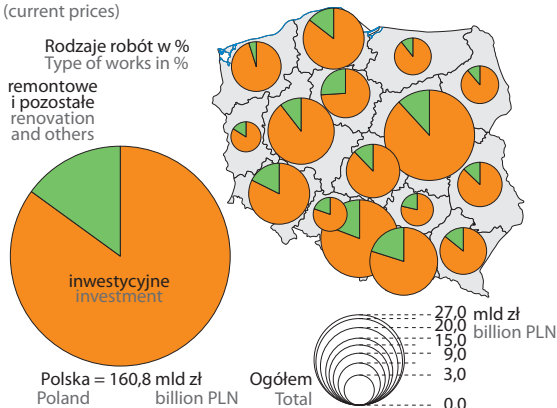 (current prices)
Rodzaje robót w %
Type of works in %
remontowe
i pozostałe
renovation
and others
inwestycyjne
investment
Polska = 160,8 mld zł
Poland billion PLN
Ogółem
Total
27,0 mld zł
20,0 billion PLN
15,0
9,0
3,0
0,0